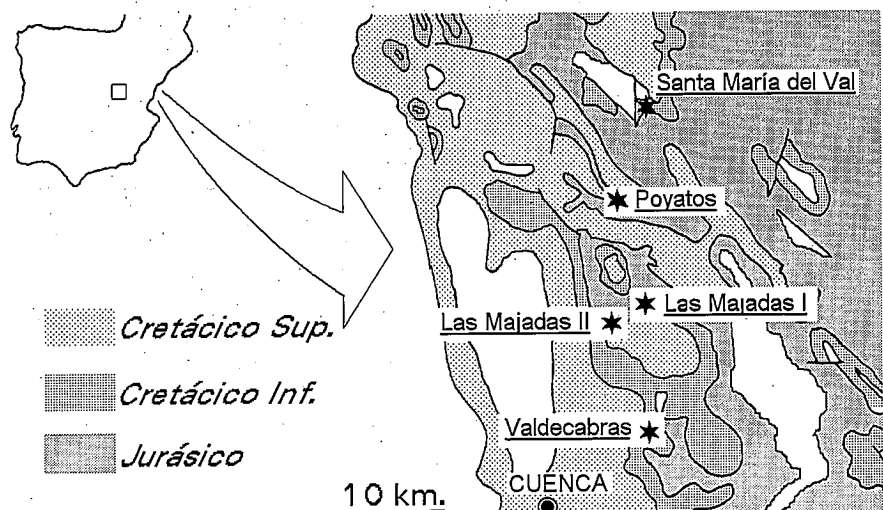 Santa María del Val
Poyatos
Las Majadas I
Las Majadas II
Valdecabras
CUENCA
Cretácico Sup.
Cretácico Inf.
Jurásico
10 km.